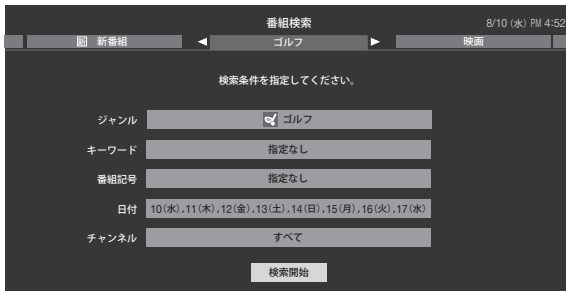 番組検索
8/10 (水) PM 4:52
新 新番組
ゴルフ
映画
検索条件を指定してください。
ジャンル
ゴルフ
キーワード
指定なし
番組記号
指定なし
日付
10(水),11(木),12(金),13(土),14(日),15(月),16(火),17(水)
チャンネル
すべて
検索開始